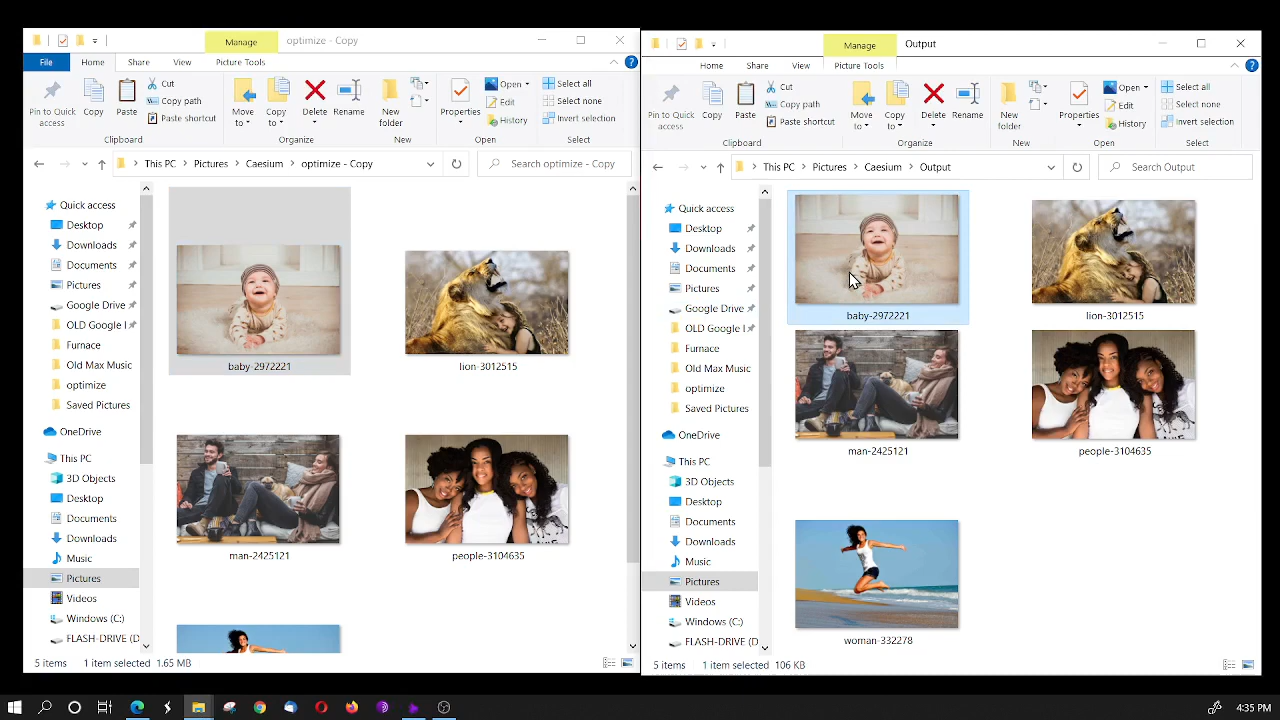 Manage
optimize - Copy
File
Home
Share
View
Picture Tools
Pin to Quick access
Copy
Paste
Cut
Copy path
Paste shortcut
Move to
Copy to
Delete
Rename
New folder
Properties
Open
Edit
History
Select all
Select none
Invert selection
Clipboard
Organize
New
Open
Select
This PC
Pictures
Caesium
optimize - Copy
Search optimize - Copy
Quick access
Desktop
Downloads
Documents
Pictures
Google Drive
OLD Google
Furnace
Old Max Music
optimize
Saved Pictures
OneDrive
This PC
3D Objects
Desktop
Documents
Downloads
Music
Pictures
Videos
Windows (C:)
FLASH-DRIVE (D
baby-2972221
lion-3012515
man-2425121
people-3104635
5 items
1 item selected
1.65 MB
Manage
Output
Home
Share
View
Picture Tools
Pin to Quick access
Copy
Paste
Cut
Copy path
Paste shortcut
Move to
Copy to
Delete
Rename
New folder
Properties
Open
Edit
History
Select all
Select none
Invert selection
Clipboard
Organize
New
Open
Select
This PC
Pictures
Caesium
Output
Search Output
Quick access
Desktop
Downloads
Documents
Pictures
Google Drive
OLD Google
Furnace
Old Max Music
optimize
Saved Pictures
OneDrive
This PC
3D Objects
Desktop
Documents
Downloads
Music
Pictures
Videos
Windows (C:)
FLASH-DRIVE (D
baby-2972221
lion-3012515
man-2425121
people-3104635
woman-332278
5 items
1 item selected
106 KB
4:35 PM